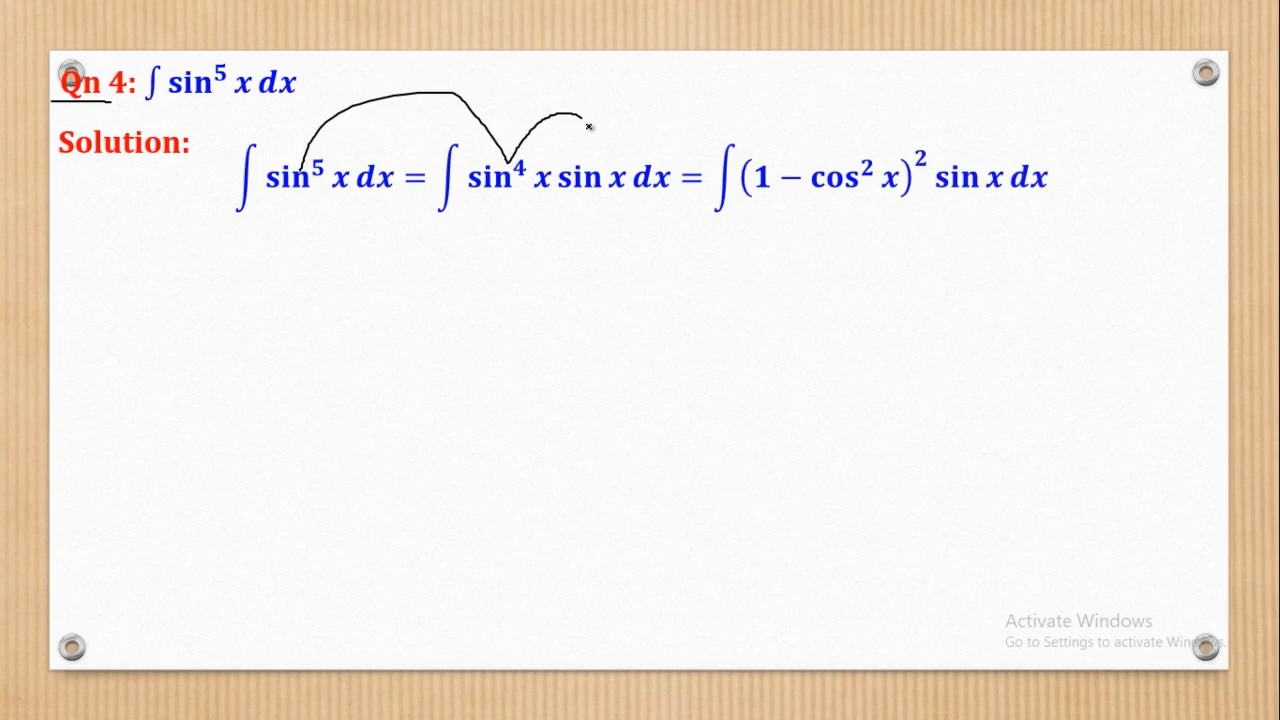 Qn 4: ∫ sin⁵ x dx
Solution:
∫ sin⁵ x dx = ∫ sin⁴ x sin x dx = ∫ (1 − cos² x)² sin x dx
Activate Windows
Go to Settings to activate Windows.